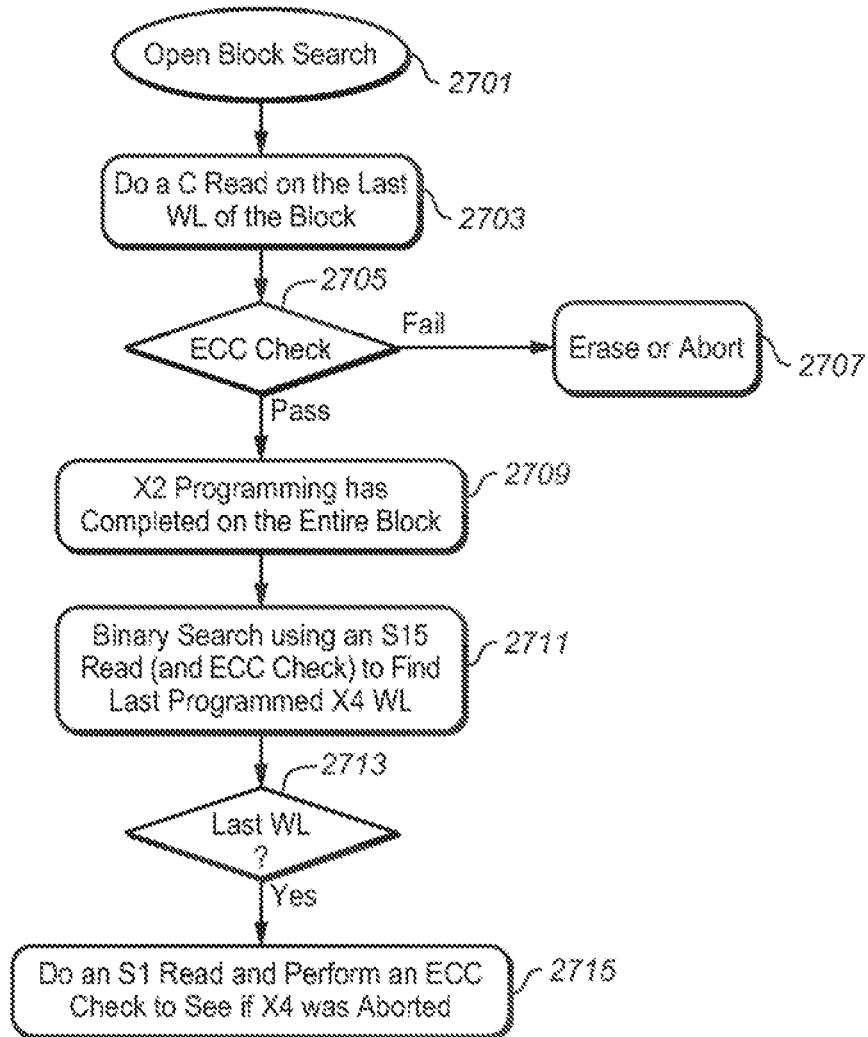 Open Block Search
2701
Do a C Read on the Last
WL of the Block
2703
2705
ECC Check
Fail
Erase or Abort
2707
Pass
X2 Programming has
Completed on the Entire Block
2709
Binary Search using an S15
Read (and ECC Check) to Find
Last Programmed X4 WL
2711
2713
Last WL
?
Yes
Do an S1 Read and Perform an ECC
Check to See if X4 was Aborted
2715